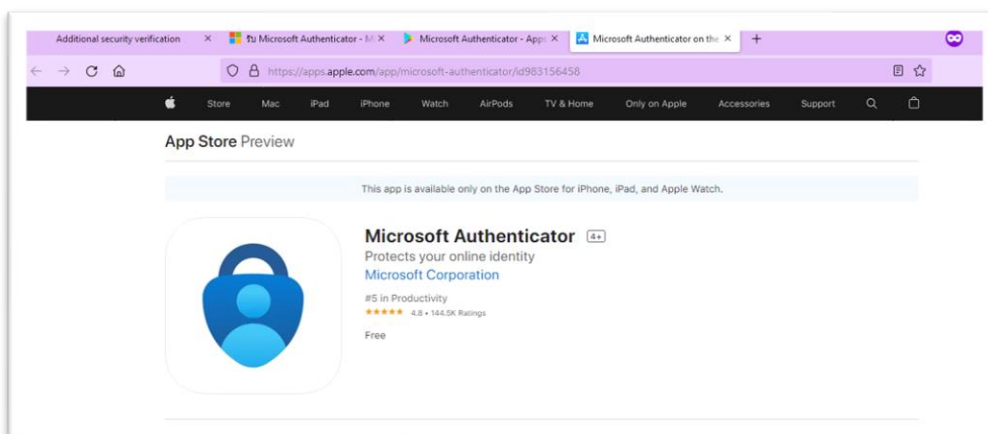 Additional security verification
รับ Microsoft Authenticator - Mi
Microsoft Authenticator - Apps
Microsoft Authenticator on the
https://apps.apple.com/app/microsoft-authenticator/id983156458
Store Mac iPad iPhone Watch AirPods TV & Home Only on Apple Accessories Support
App Store Preview
This app is available only on the App Store for iPhone, iPad, and Apple Watch.
Microsoft Authenticator 4+
Protects your online identity
Microsoft Corporation
#5 in Productivity
★★★★★ 4.8 • 144.5K Ratings
Free